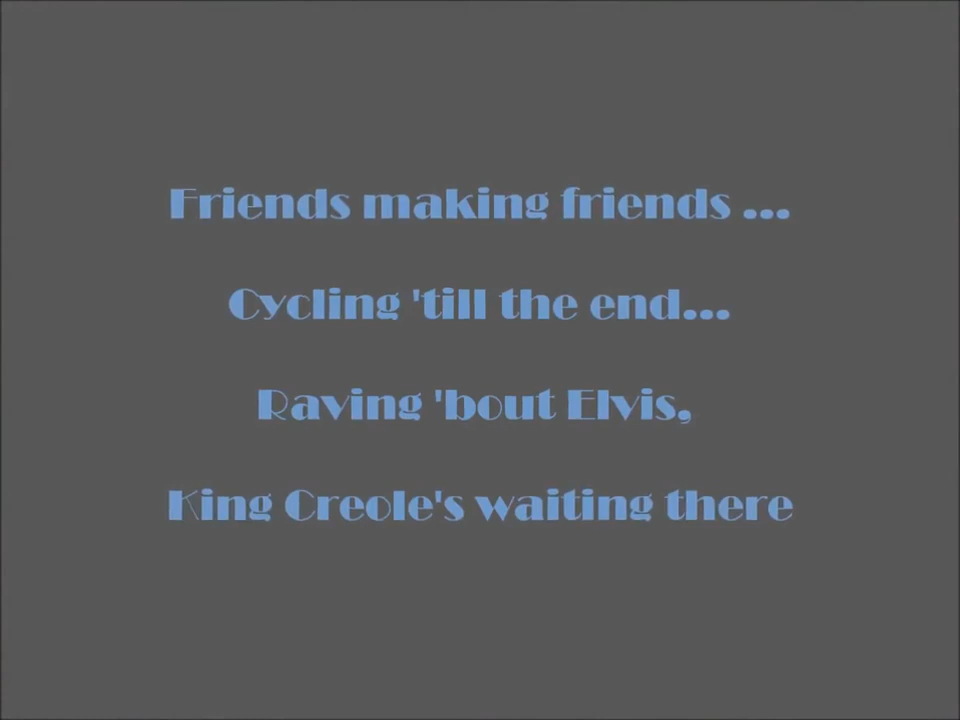 Friends making friends ...
Cycling 'till the end...
Raving 'bout Elvis,
King Creole's waiting there